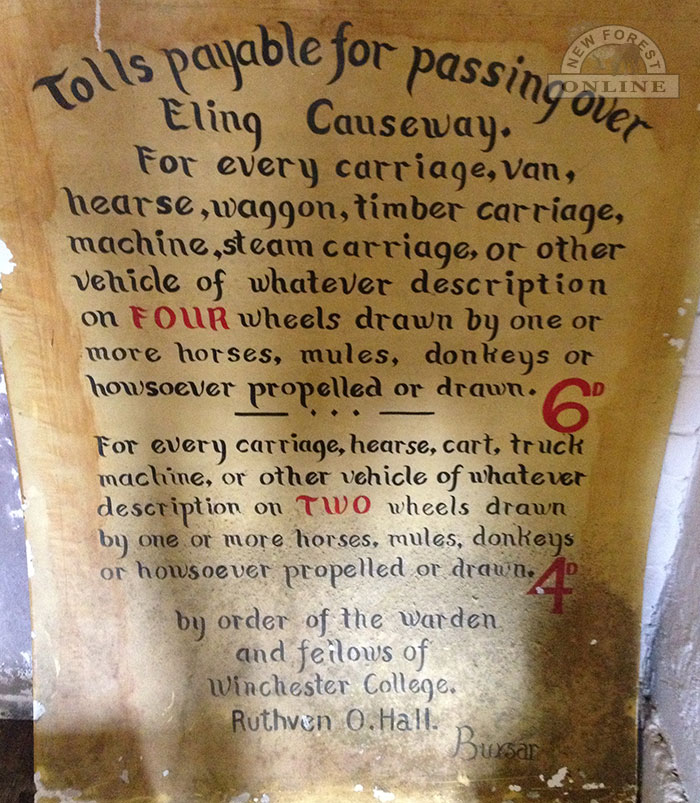 NEW FOREST
ONLINE
Tolls payable for passing over
Eling Causeway.
For every carriage, van,
hearse, waggon, timber carriage,
machine, steam carriage, or other
vehicle of whatever description
on FOUR wheels drawn by one or
more horses, mules, donkeys or
howsoever propelled or drawn. 6D
For every carriage, hearse, cart, truck
machine, or other vehicle of whatever
description on TWO wheels drawn
by one or more horses, mules, donkeys
or howsoever propelled or drawn. 4D
by order of the warden
and fellows of
Winchester College.
Ruthven O. Hall.